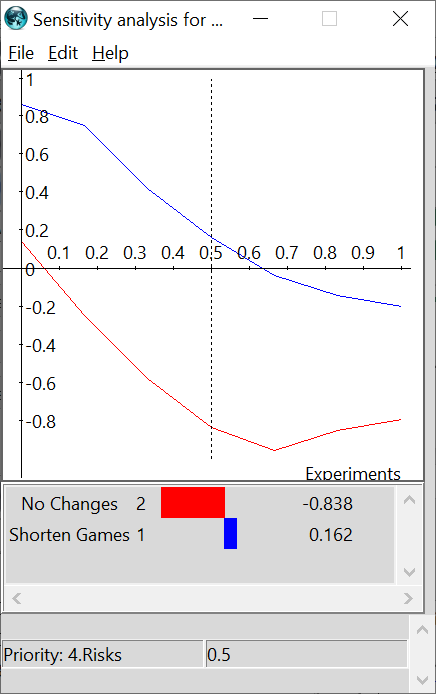 Sensitivity analysis for ...
File Edit Help
1
0.8
0.6
0.4
0.2
0.1 0.2 0.3 0.4 0.5 0.6 0.7 0.8 0.9 1
0
-0.2
-0.4
-0.6
-0.8
Experiments
No Changes 2 -0.838
Shorten Games 1 0.162
Priority: 4.Risks 0.5